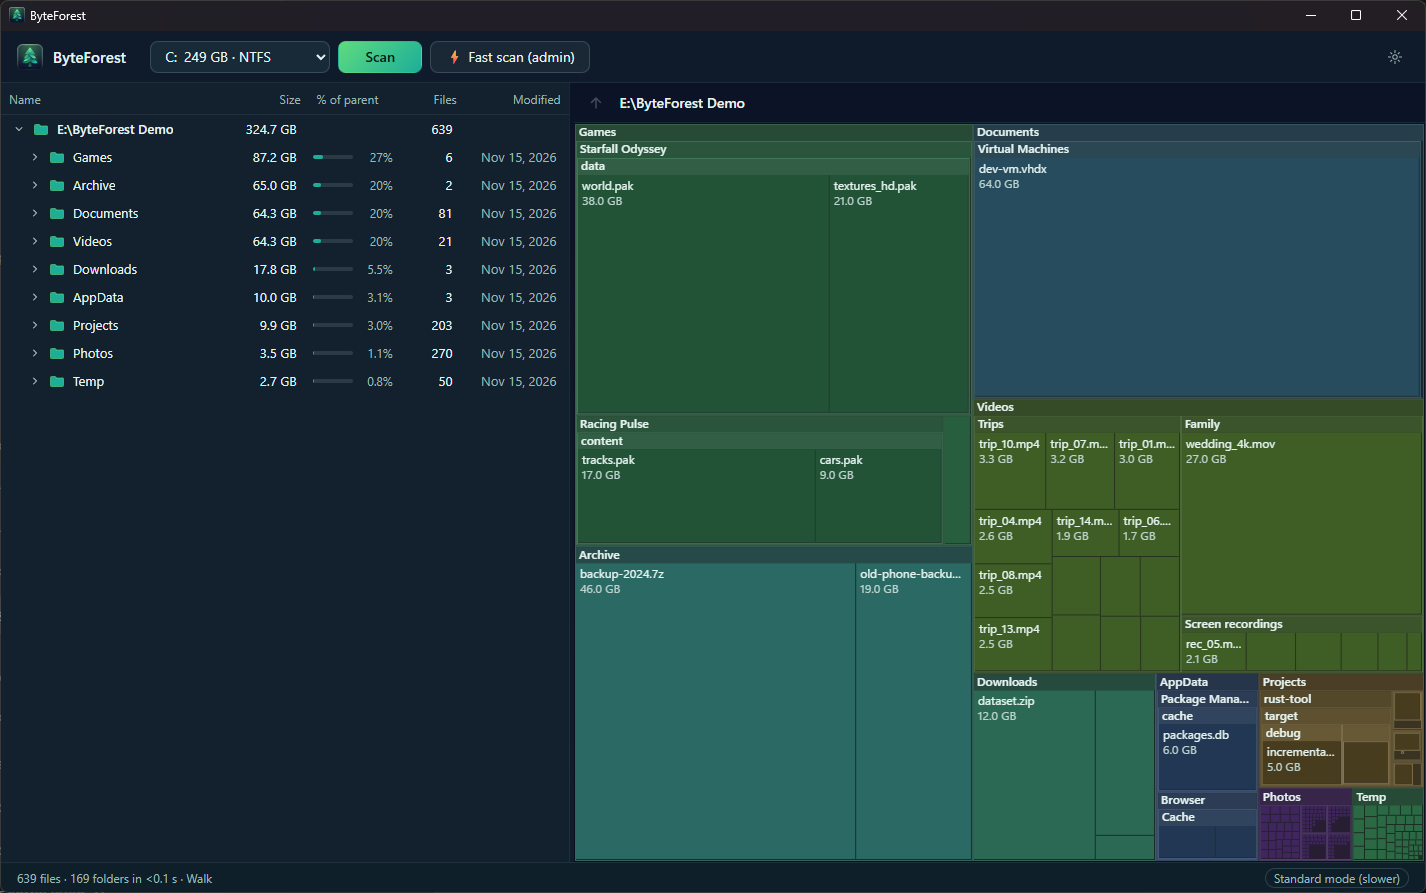 ByteForest
ByteForest
C: 249 GB · NTFS
Scan
Fast scan (admin)
Name Size % of parent Files Modified
E:\ByteForest Demo 324.7 GB 639
Games 87.2 GB 27% 6 Nov 15, 2026
Archive 65.0 GB 20% 2 Nov 15, 2026
Documents 64.3 GB 20% 81 Nov 15, 2026
Videos 64.3 GB 20% 21 Nov 15, 2026
Downloads 17.8 GB 5.5% 3 Nov 15, 2026
AppData 10.0 GB 3.1% 3 Nov 15, 2026
Projects 9.9 GB 3.0% 203 Nov 15, 2026
Photos 3.5 GB 1.1% 270 Nov 15, 2026
Temp 2.7 GB 0.8% 50 Nov 15, 2026
E:\ByteForest Demo
Games
Starfall Odyssey
data
world.pak
38.0 GB
textures_hd.pak
21.0 GB
Racing Pulse
content
tracks.pak
17.0 GB
cars.pak
9.0 GB
Archive
backup-2024.7z
46.0 GB
old-phone-backu...
19.0 GB
Documents
Virtual Machines
dev-vm.vhdx
64.0 GB
Videos
Trips
trip_10.mp4
3.3 GB
trip_07.m...
3.2 GB
trip_01.m...
3.0 GB
trip_04.mp4
2.6 GB
trip_14.m...
1.9 GB
trip_06....
1.7 GB
trip_08.mp4
2.5 GB
trip_13.mp4
2.5 GB
Family
wedding_4k.mov
27.0 GB
Screen recordings
rec_05.m...
2.1 GB
Downloads
dataset.zip
12.0 GB
AppData
Package Mana...
cache
packages.db
6.0 GB
Browser
Cache
Projects
rust-tool
target
debug
incrementa...
5.0 GB
Photos
Temp
639 files · 169 folders in <0.1 s · Walk
Standard mode (slower)